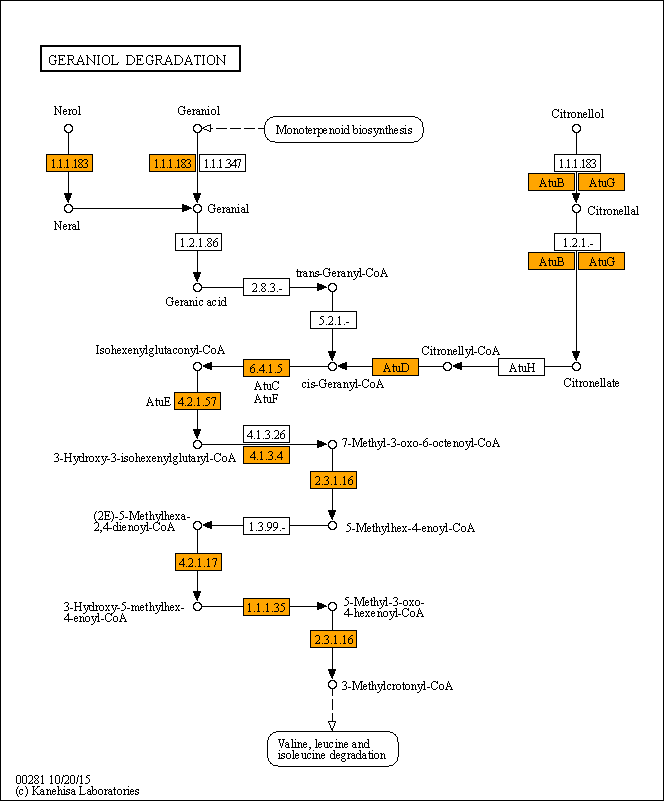 GERANIOL DEGRADATION
Nerol
Geraniol
Citronellol
Monoterpenoid biosynthesis
1.1.1.183
1.1.1.183
1.1.1.347
1.1.1.183
AtuB
AtuG
Neral
Geranial
Citronellal
1.2.1.86
1.2.1.-
AtuB
AtuG
trans-Geranyl-CoA
2.8.3.-
Geranic acid
5.2.1.-
Isohexenylglutaconyl-CoA
Citronellyl-CoA
6.4.1.5
AtuD
AtuH
AtuC
AtuF
cis-Geranyl-CoA
Citronellate
AtuE
4.2.1.57
4.1.3.26
4.1.3.4
3-Hydroxy-3-isohexenylglutaryl-CoA
7-Methyl-3-oxo-6-octenoyl-CoA
2.3.1.16
(2E)-5-Methylhexa-
2,4-dienoyl-CoA
1.3.99.-
5-Methylhex-4-enoyl-CoA
4.2.1.17
3-Hydroxy-5-methylhex-
4-enoyl-CoA
1.1.1.35
5-Methyl-3-oxo-
4-hexenoyl-CoA
2.3.1.16
3-Methylcrotonyl-CoA
Valine, leucine and
isoleucine degradation
00281 10/20/15
(c) Kanehisa Laboratories